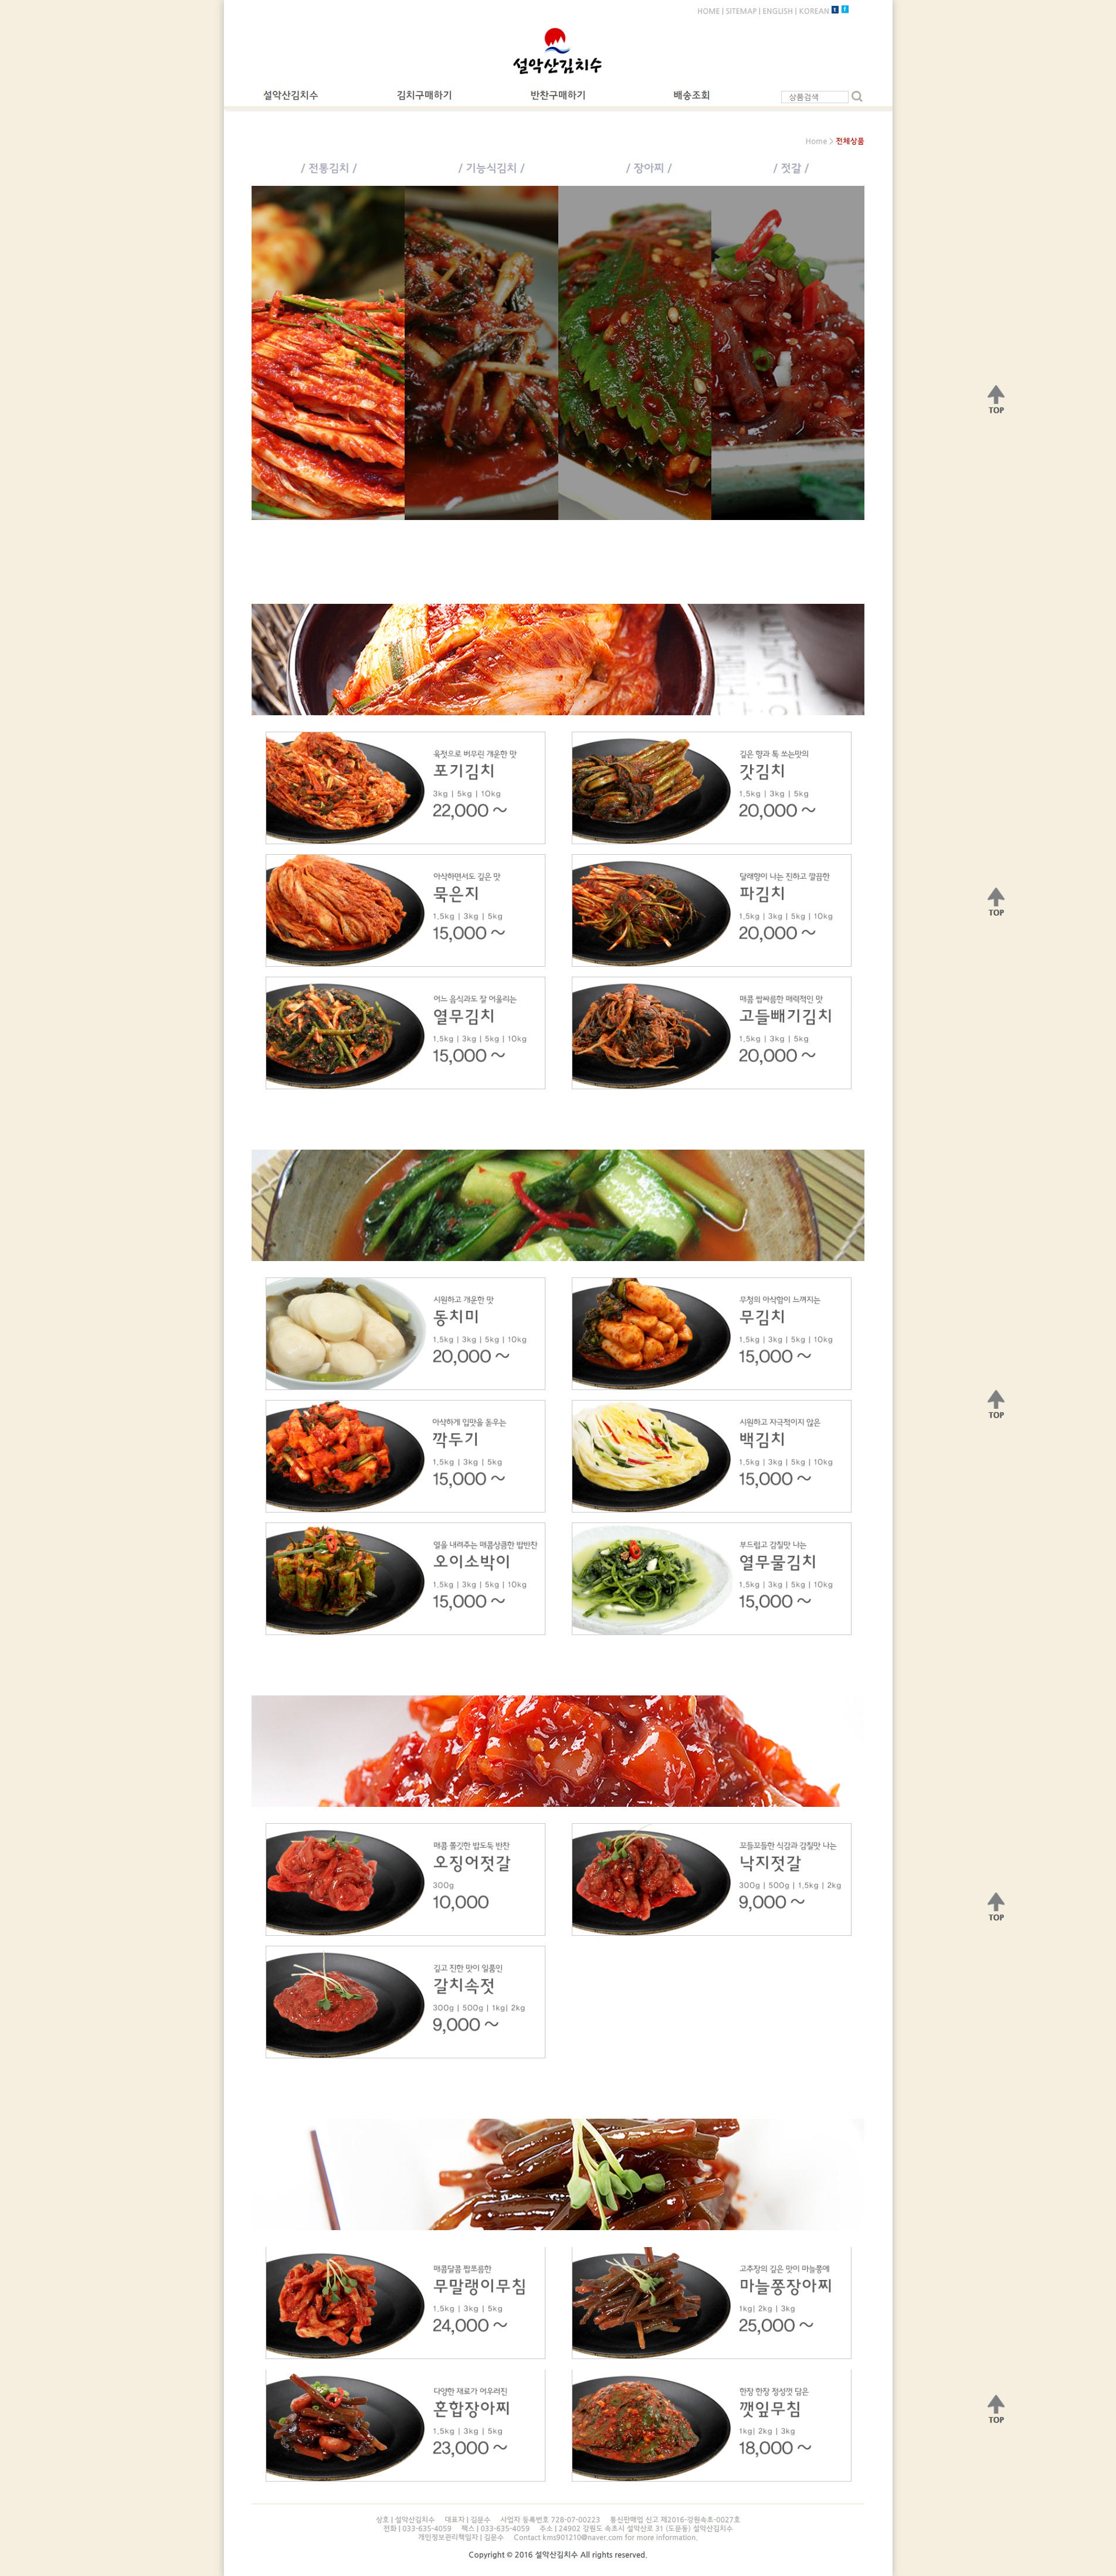 HOME | SITEMAP | ENGLISH | KOREAN t f
설악산김치수
설악산김치수 김치구매하기 반찬구매하기 배송조회 상품검색
Home > 전체상품
/ 전통김치 / / 기능식김치 / / 장아찌 / / 젓갈 /
TOP
육젓으로 버무린 개운한 맛
포기김치
3kg | 5kg | 10kg
22,000 ~
깊은 향과 톡 쏘는맛의
갓김치
1.5kg | 3kg | 5kg
20,000 ~
아삭하면서도 깊은 맛
묵은지
1.5kg | 3kg | 5kg
15,000 ~
달래향이 나는 진하고 깔끔한
파김치
1.5kg | 3kg | 5kg | 10kg
20,000 ~
TOP
어느 음식과도 잘 어울리는
열무김치
1.5kg | 3kg | 5kg | 10kg
15,000 ~
매콤 쌉싸름한 매력적인 맛
고들빼기김치
1.5kg | 3kg | 5kg
20,000 ~
시원하고 개운한 맛
동치미
1.5kg | 3kg | 5kg | 10kg
20,000 ~
무청의 아삭함이 느껴지는
무김치
1.5kg | 3kg | 5kg | 10kg
15,000 ~
TOP
아삭하게 입맛을 돋우는
깍두기
1.5kg | 3kg | 5kg
15,000 ~
시원하고 자극적이지 않은
백김치
1.5kg | 3kg | 5kg | 10kg
15,000 ~
열을 내려주는 매콤상큼한 밥반찬
오이소박이
1.5kg | 3kg | 5kg | 10kg
15,000 ~
부드럽고 감칠맛 나는
열무물김치
1.5kg | 3kg | 5kg | 10kg
15,000 ~
매콤 쫄깃한 밥도둑 반찬
오징어젓갈
300g
10,000
꼬들꼬들한 식감과 감칠맛 나는
낙지젓갈
300g | 500g | 1.5kg | 2kg
9,000 ~
TOP
깊고 진한 맛이 일품인
갈치속젓
300g | 500g | 1kg| 2kg
9,000 ~
매콤달콤 짭쪼름한
무말랭이무침
1.5kg | 3kg | 5kg
24,000 ~
고추장의 깊은 맛이 마늘쫑에
마늘쫑장아찌
1kg| 2kg | 3kg
25,000 ~
다양한 재료가 어우러진
혼합장아찌
1.5kg | 3kg | 5kg
23,000 ~
한장 한장 정성껏 담은
깻잎무침
1kg| 2kg | 3kg
18,000 ~
TOP
상호 | 설악산김치수 대표자 | 김문수 사업자 등록번호 728-07-00223 통신판매업 신고 제2016-강원속초-0027호
전화 | 033-635-4059 팩스 | 033-635-4059 주소 | 24902 강원도 속초시 설악산로 31 (도문동) 설악산김치수
개인정보관리책임자 | 김문수 Contact kms901210@naver.com for more information.
Copyright © 2016 설악산김치수 All rights reserved.